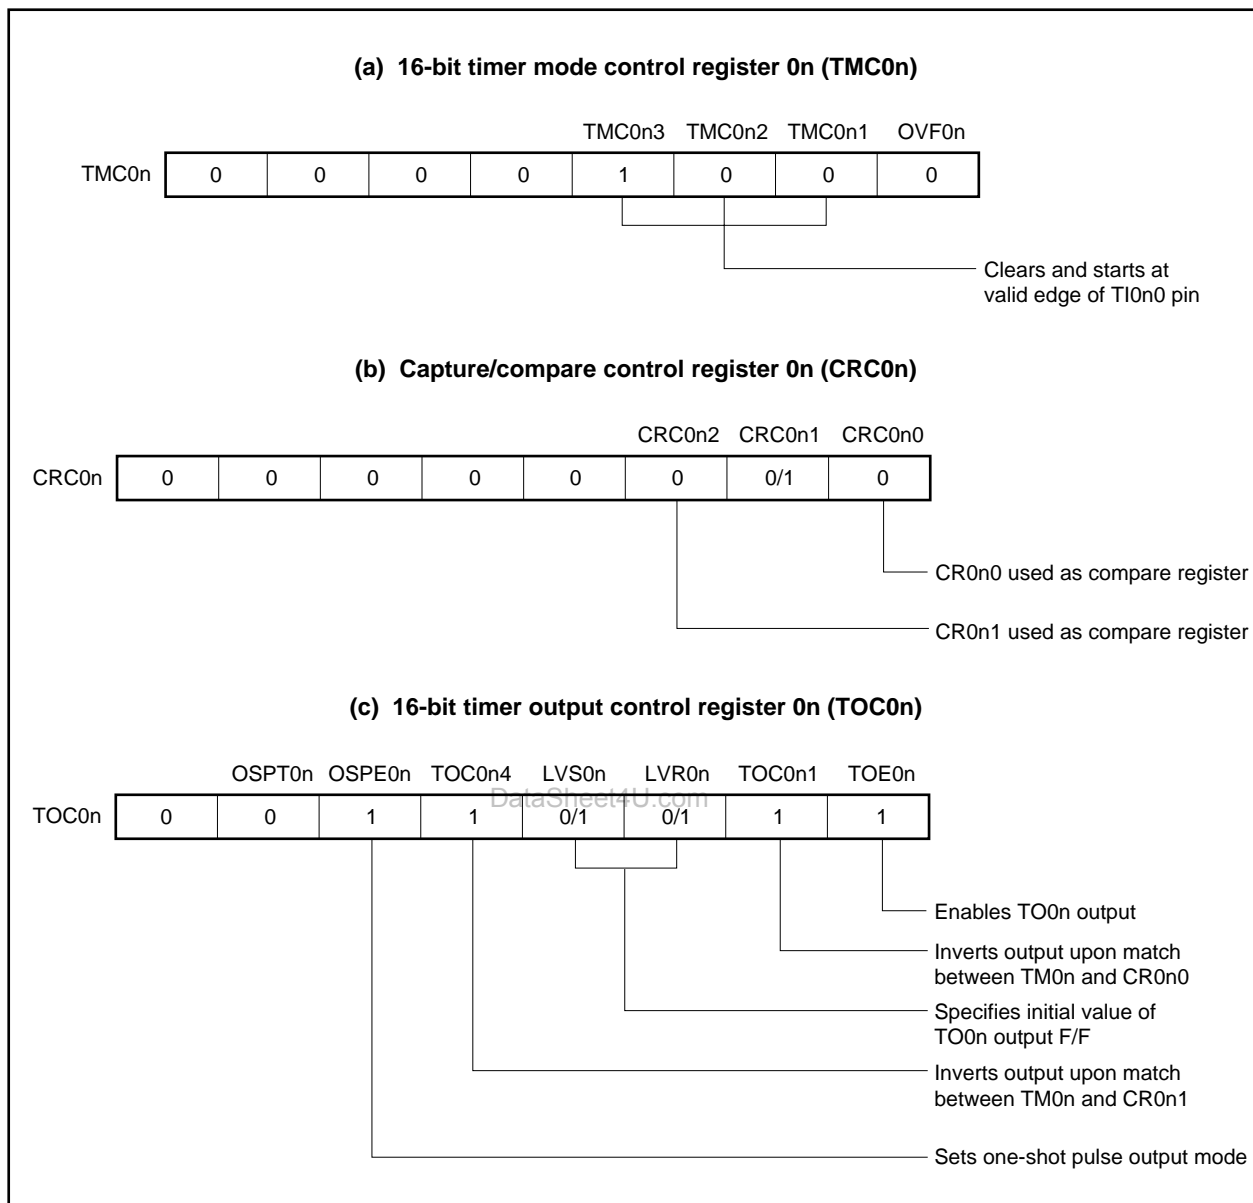 (a) 16-bit timer mode control register 0n (TMC0n)
TMC0n3 TMC0n2 TMC0n1 OVF0n
TMC0n 0 0 0 0 1 0 0 0
Clears and starts at
valid edge of TI0n0 pin
(b) Capture/compare control register 0n (CRC0n)
CRC0n2 CRC0n1 CRC0n0
CRC0n 0 0 0 0 0 0 0/1 0
CR0n0 used as compare register
CR0n1 used as compare register
(c) 16-bit timer output control register 0n (TOC0n)
OSPT0n OSPE0n TOC0n4 LVS0n LVR0n TOC0n1 TOE0n
DataSheet4U.com
TOC0n 0 0 1 1 0/1 0/1 1 1
Enables TO0n output
Inverts output upon match
between TM0n and CR0n0
Specifies initial value of
TO0n output F/F
Inverts output upon match
between TM0n and CR0n1
Sets one-shot pulse output mode